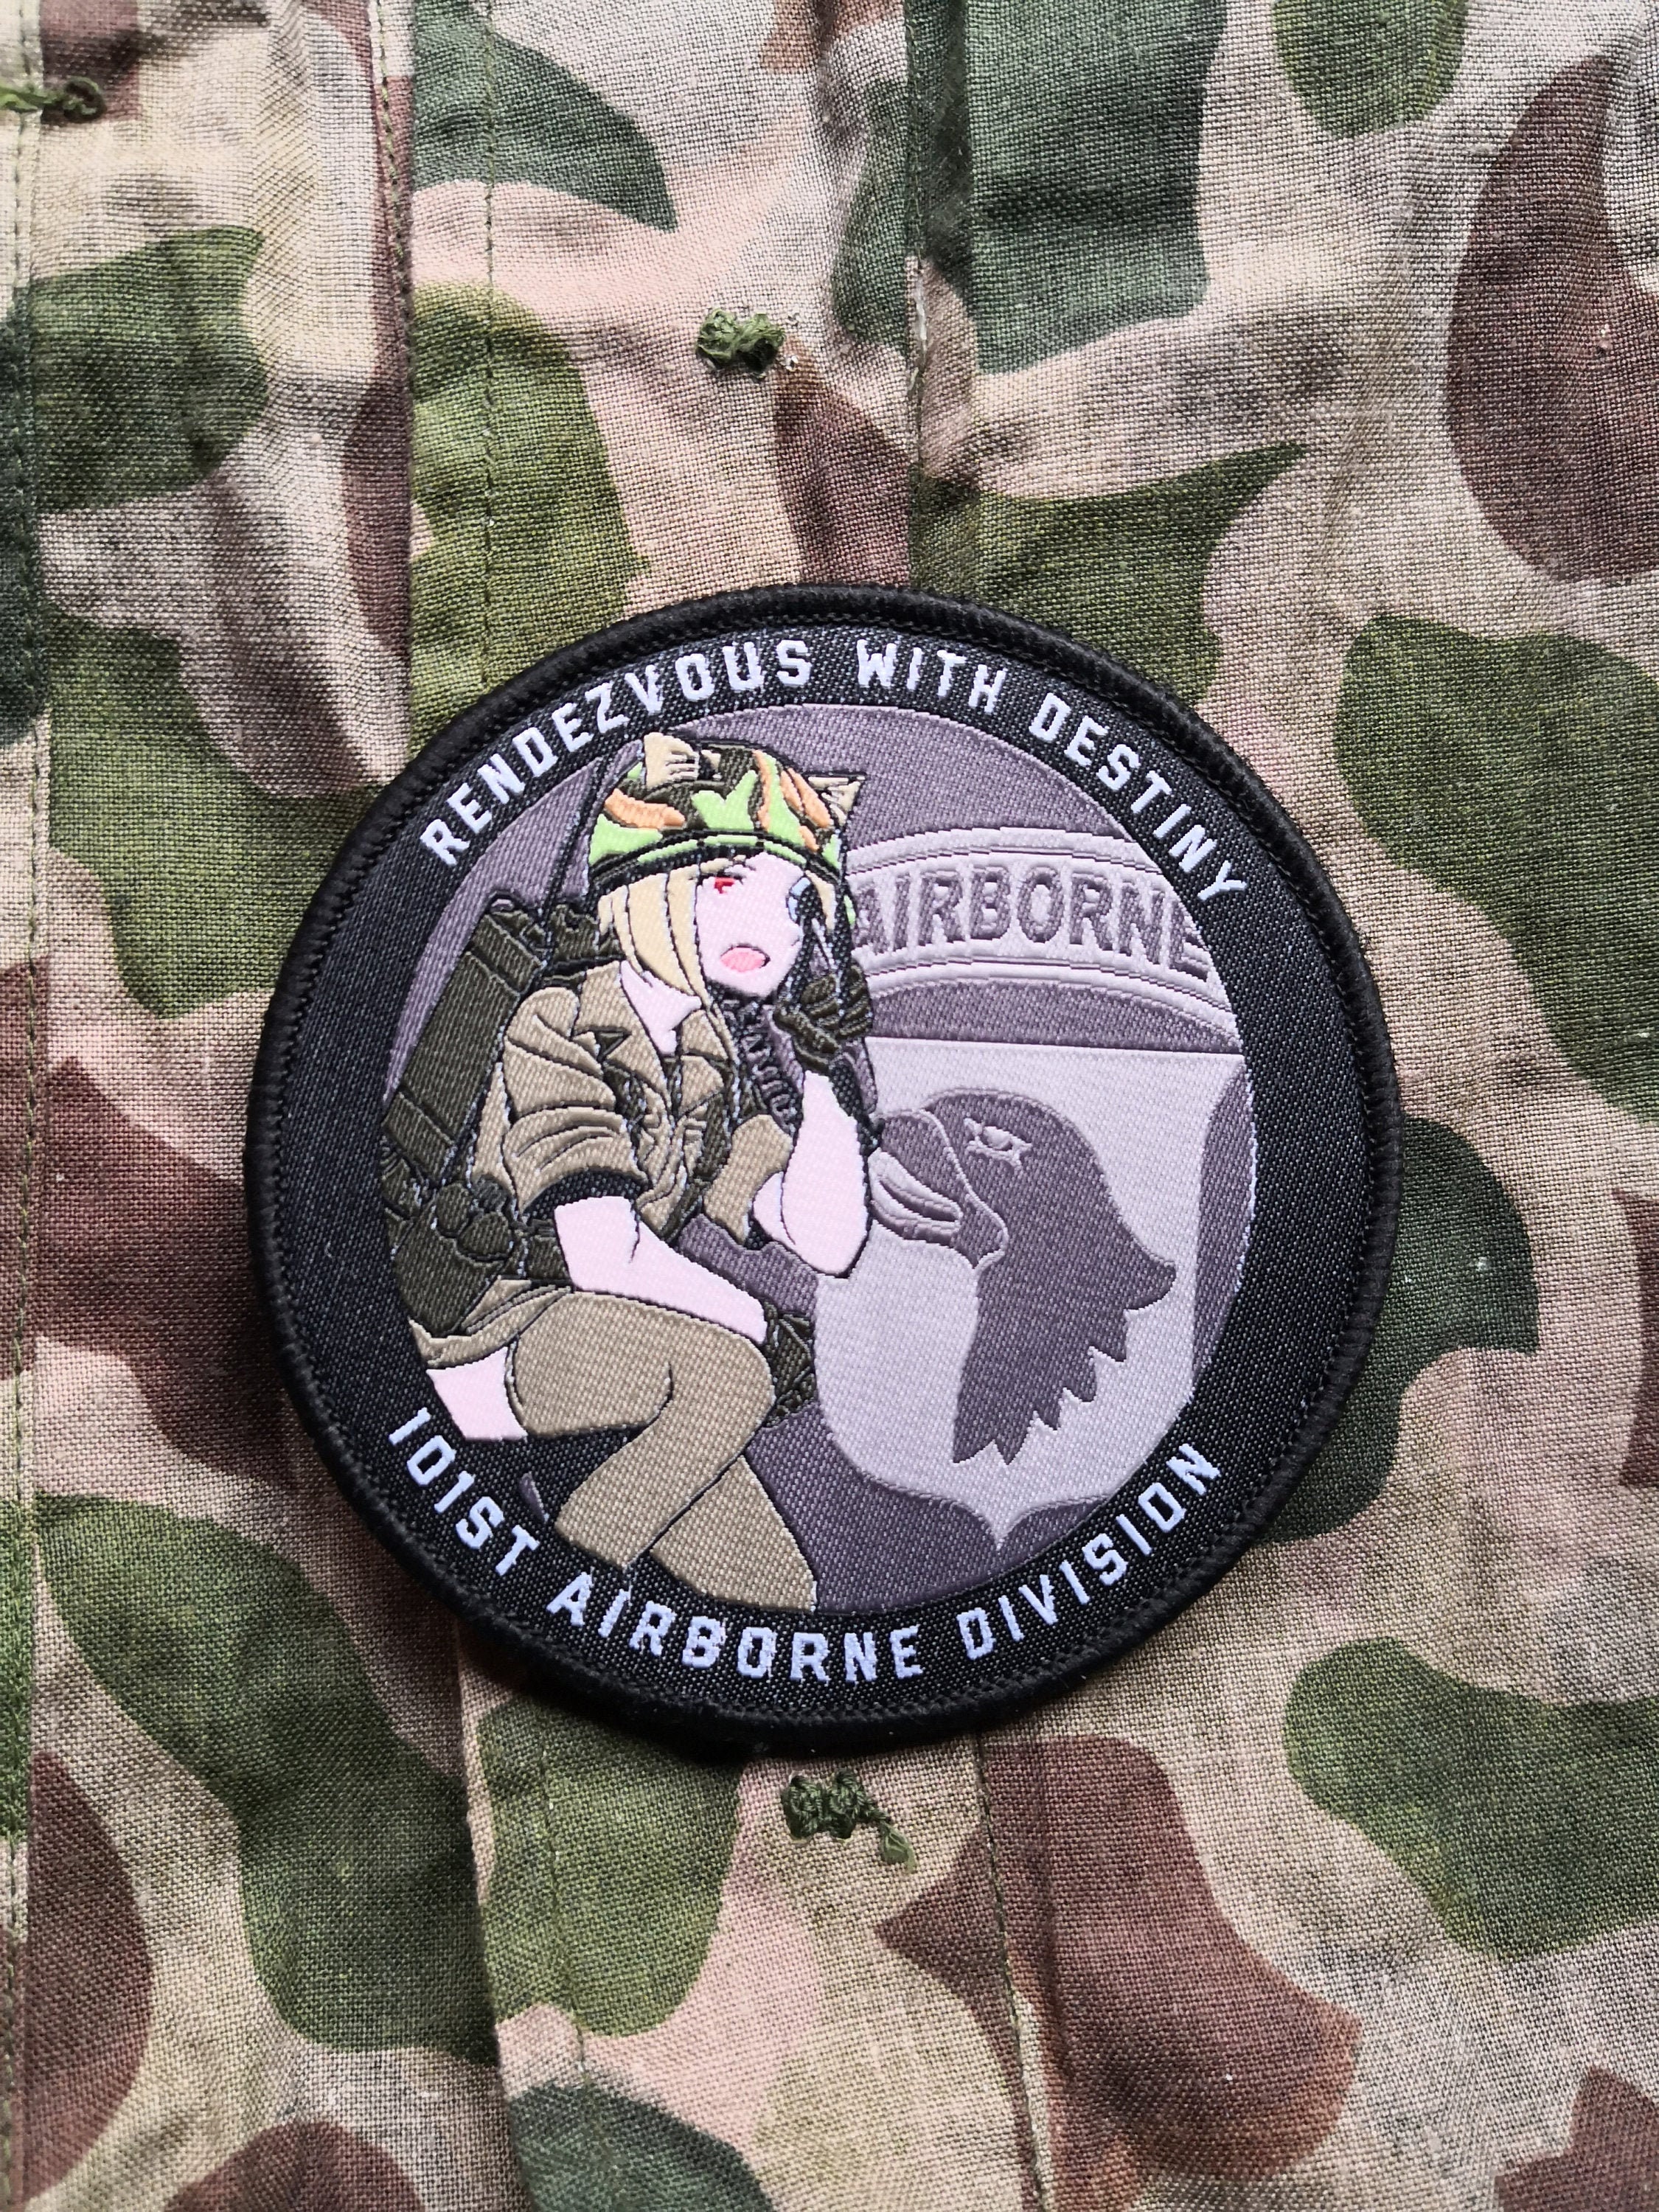 RENDEZVOUS WITH DESTINY
AIRBORNE
101ST AIRBORNE DIVISION